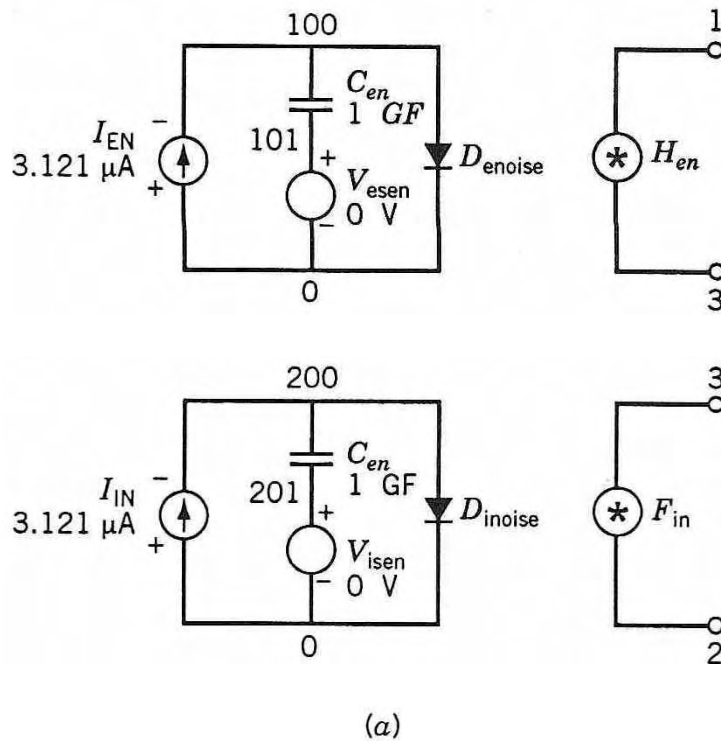 100
1
C_en
1 GF
−
I_EN
3.121 μA
+
101
+
V_esen
0 V
−
D_enoise
*
H_en
0
3
200
3
C_en
1 GF
−
I_IN
3.121 μA
+
201
+
V_isen
0 V
−
D_inoise
*
F_in
0
2
(a)